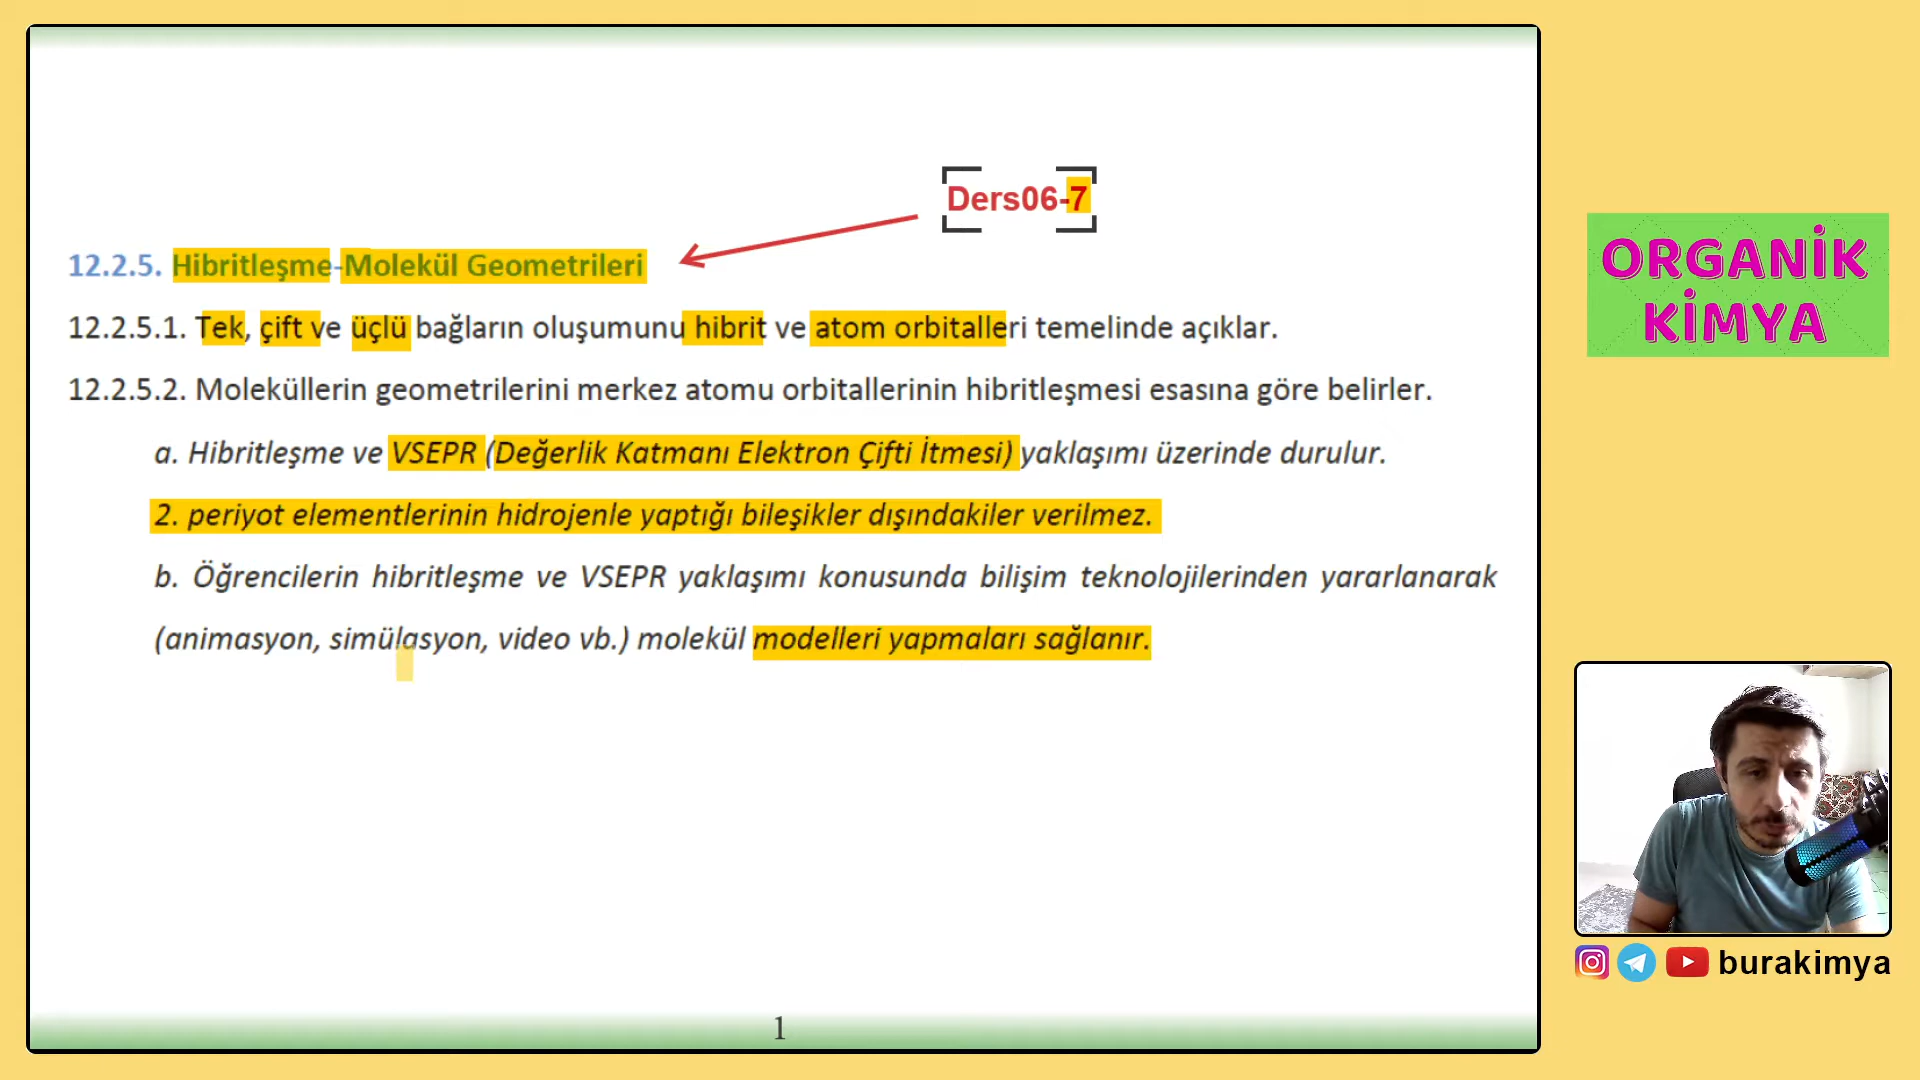 Ders06-7
12.2.5. Hibritleşme-Molekül Geometrileri
12.2.5.1. Tek, çift ve üçlü bağların oluşumunu hibrit ve atom orbitalleri temelinde açıklar.
12.2.5.2. Moleküllerin geometrilerini merkez atomu orbitallerinin hibritleşmesi esasına göre belirler.
a. Hibritleşme ve VSEPR (Değerlik Katmanı Elektron Çifti İtmesi) yaklaşımı üzerinde durulur.
2. periyot elementlerinin hidrojenle yaptığı bileşikler dışındakiler verilmez.
b. Öğrencilerin hibritleşme ve VSEPR yaklaşımı konusunda bilişim teknolojilerinden yararlanarak
(animasyon, simülasyon, video vb.) molekül modelleri yapmaları sağlanır.
1
ORGANİK
KİMYA
burakimya